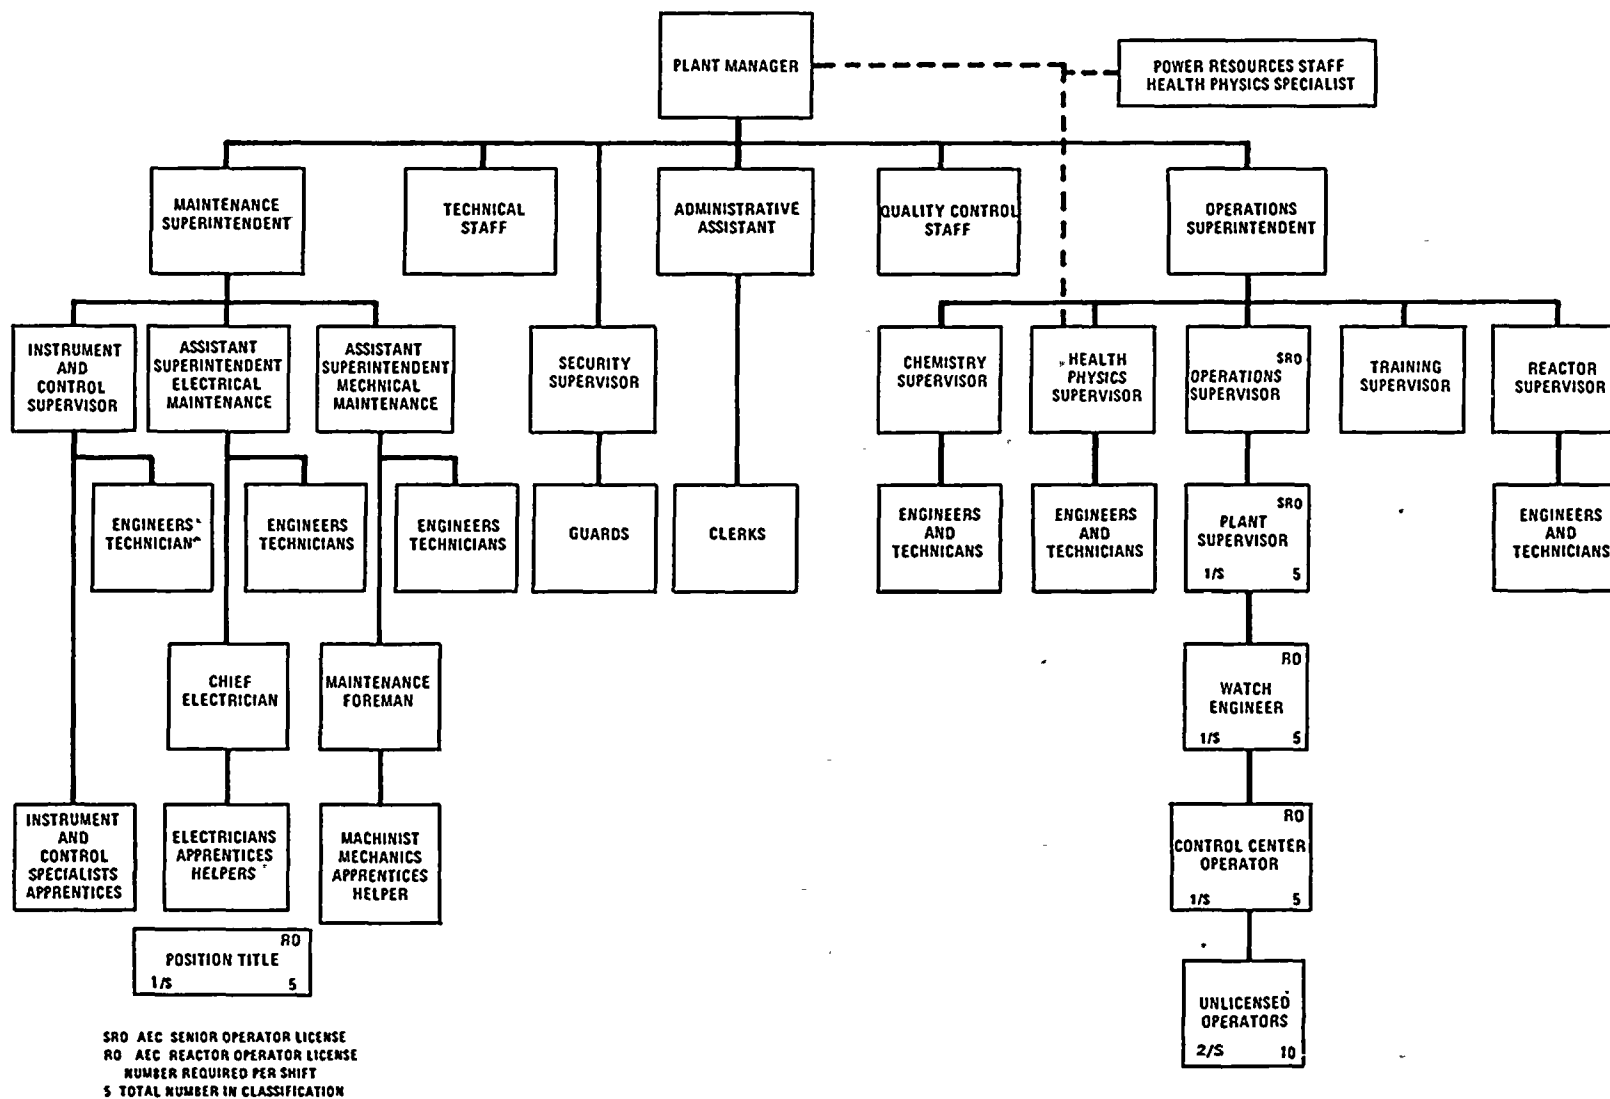 PLANT MANAGER
POWER RESOURCES STAFF
HEALTH PHYSICS SPECIALIST
MAINTENANCE
SUPERINTENDENT
TECHNICAL
STAFF
ADMINISTRATIVE
ASSISTANT
QUALITY CONTROL
STAFF
OPERATIONS
SUPERINTENDENT
INSTRUMENT
AND
CONTROL
SUPERVISOR
ASSISTANT
SUPERINTENDENT
ELECTRICAL
MAINTENANCE
ASSISTANT
SUPERINTENDENT
MECHNICAL
MAINTENANCE
SECURITY
SUPERVISOR
CHEMISTRY
SUPERVISOR
HEALTH
PHYSICS
SUPERVISOR
SRO
OPERATIONS
SUPERVISOR
TRAINING
SUPERVISOR
REACTOR
SUPERVISOR
ENGINEERS
TECHNICIAN
ENGINEERS
TECHNICIANS
ENGINEERS
TECHNICIANS
GUARDS
CLERKS
ENGINEERS
AND
TECHNICANS
ENGINEERS
AND
TECHNICIANS
SRO
PLANT
SUPERVISOR
1/S 5
ENGINEERS
AND
TECHNICIANS
CHIEF
ELECTRICIAN
MAINTENANCE
FOREMAN
RO
WATCH
ENGINEER
1/S 5
INSTRUMENT
AND
CONTROL
SPECIALISTS
APPRENTICES
ELECTRICIANS
APPRENTICES
HELPERS
MACHINIST
MECHANICS
APPRENTICES
HELPER
RO
CONTROL CENTER
OPERATOR
1/S 5
RO
POSITION TITLE
1/S 5
UNLICENSED
OPERATORS
2/S 10
SRO AEC SENIOR OPERATOR LICENSE
RO AEC REACTOR OPERATOR LICENSE
NUMBER REQUIRED PER SHIFT
5 TOTAL NUMBER IN CLASSIFICATION